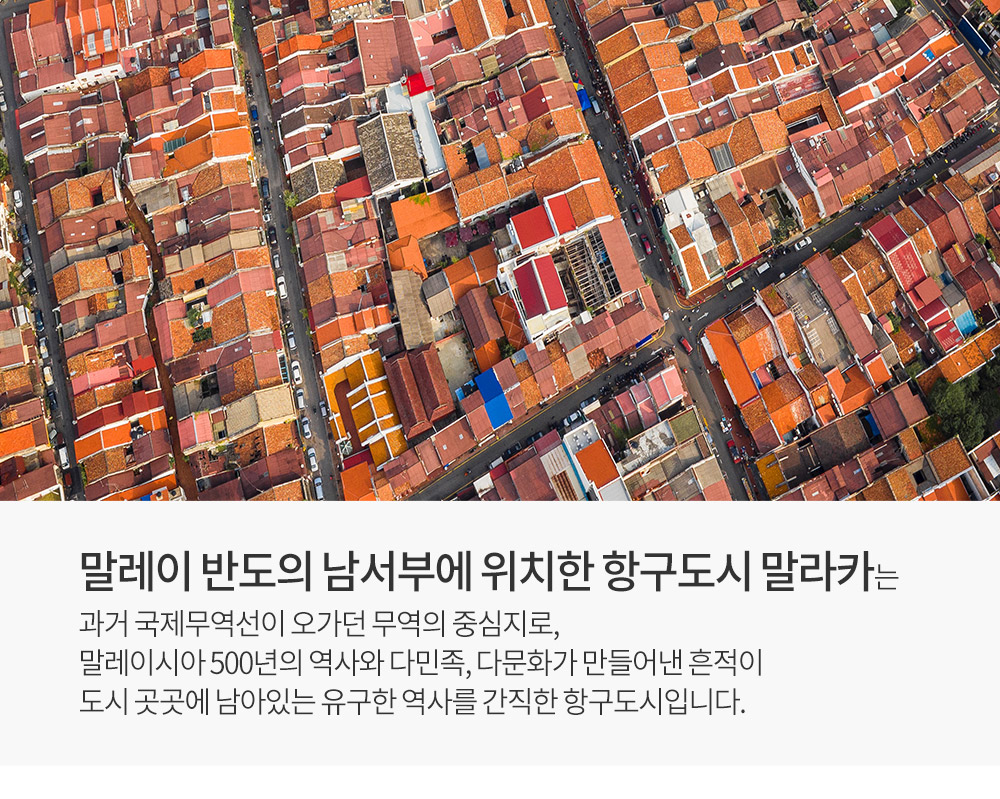 말레이 반도의 남서부에 위치한 항구도시 말라카는
과거 국제무역선이 오가던 무역의 중심지로,
말레이시아 500년의 역사와 다민족, 다문화가 만들어낸 흔적이
도시 곳곳에 남아있는 유구한 역사를 간직한 항구도시입니다.